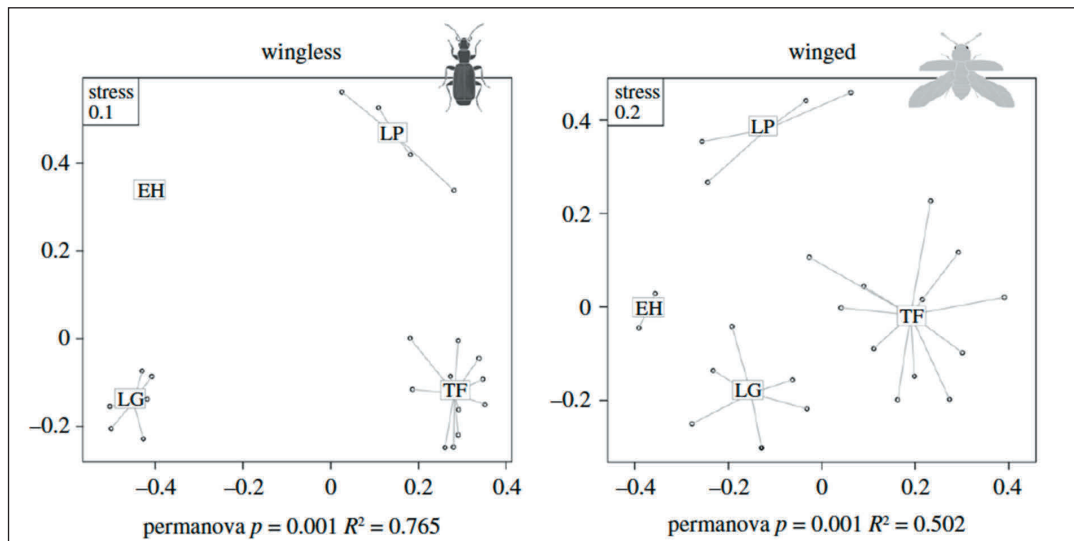 wingless
stress
0.1
LP
EH
LG
TF
0.4
0.2
0
−0.2
−0.4
−0.2
0
0.2
0.4
permanova p = 0.001 R² = 0.765
winged
stress
0.2
LP
EH
TF
LG
0.4
0.2
0
−0.2
−0.4
−0.2
0
0.2
0.4
permanova p = 0.001 R² = 0.502